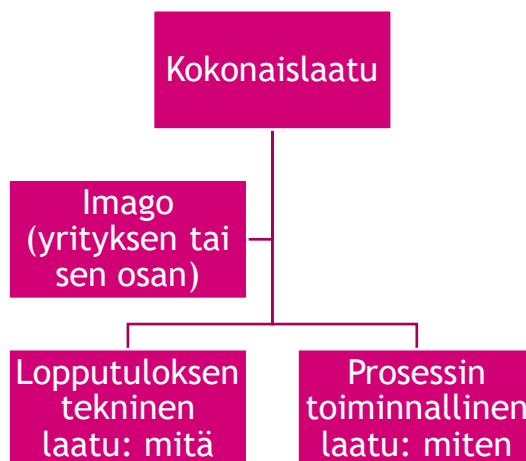 Kokonaislaatu
Imago
(yrityksen tai
sen osan)
Lopputuloksen
tekninen
laatu: mitä
Prosessin
toiminnallinen
laatu: miten